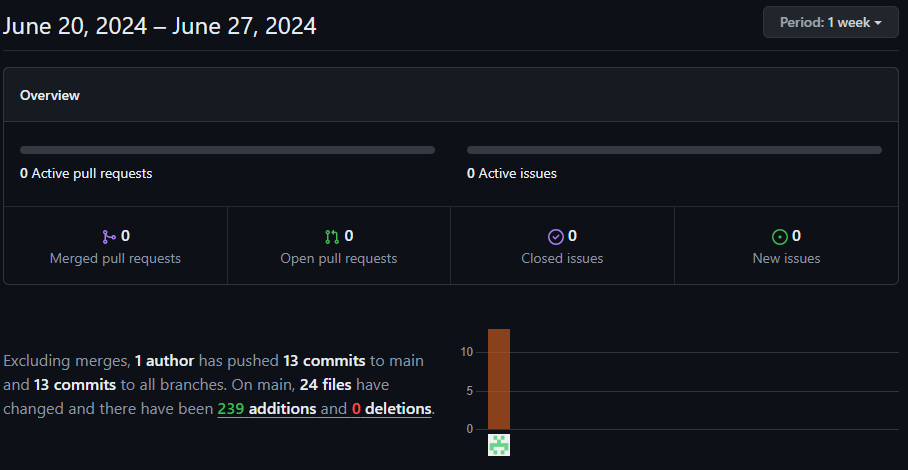 June 20, 2024 – June 27, 2024
Period: 1 week
Overview
0 Active pull requests
0 Active issues
0
Merged pull requests
0
Open pull requests
0
Closed issues
0
New issues
Excluding merges, 1 author has pushed 13 commits to main
and 13 commits to all branches. On main, 24 files have
changed and there have been 239 additions and 0 deletions.
10
5
0